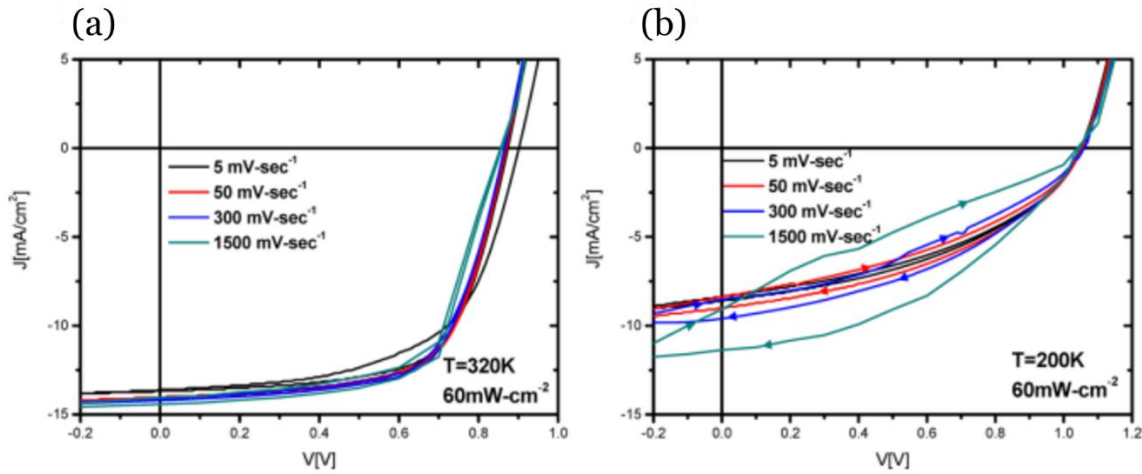 (a)
5
0
-5
-10
-15
J[mA/cm²]
5 mV-sec⁻¹
50 mV-sec⁻¹
300 mV-sec⁻¹
1500 mV-sec⁻¹
T=320K
60mW-cm⁻²
-0.2 0.0 0.2 0.4 0.6 0.8 1.0
V[V]
(b)
5
0
-5
-10
-15
J[mA/cm²]
5 mV-sec⁻¹
50 mV-sec⁻¹
300 mV-sec⁻¹
1500 mV-sec⁻¹
T=200K
60mW-cm⁻²
-0.2 0.0 0.2 0.4 0.6 0.8 1.0 1.2
V[V]